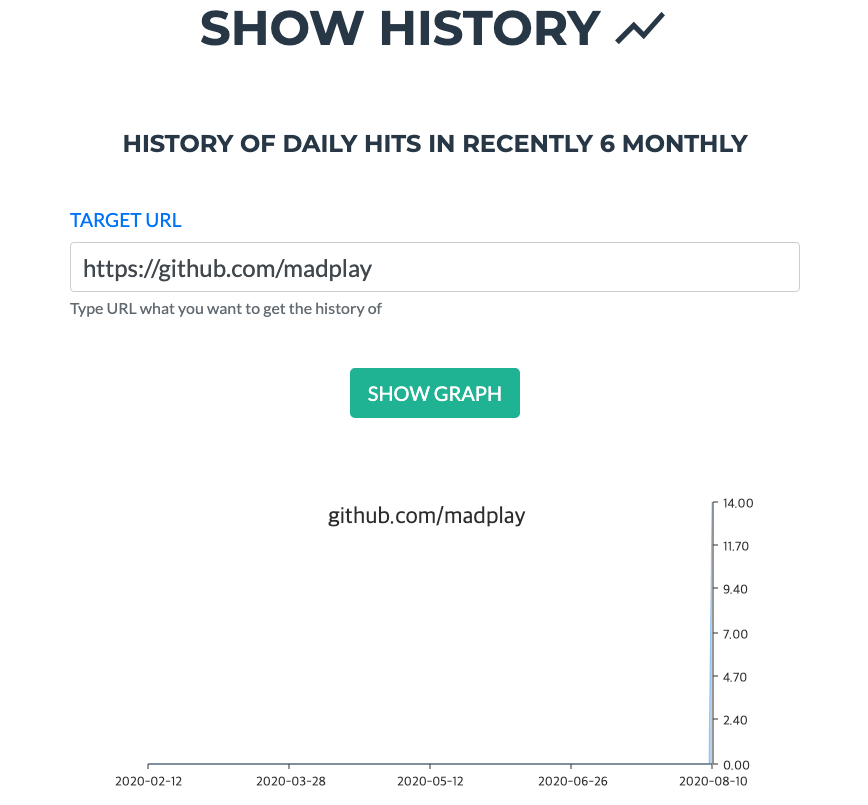 SHOW HISTORY
HISTORY OF DAILY HITS IN RECENTLY 6 MONTHLY
TARGET URL
https://github.com/madplay
Type URL what you want to get the history of
SHOW GRAPH
github.com/madplay
14.00
11.70
9.40
7.00
4.70
2.40
0.00
2020-02-12 2020-03-28 2020-05-12 2020-06-26 2020-08-10